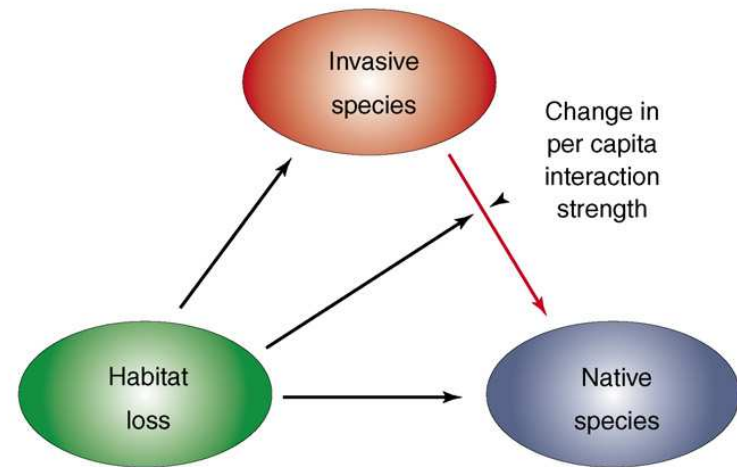 Invasive
species
Change in
per capita
interaction
strength
Habitat
loss
Native
species